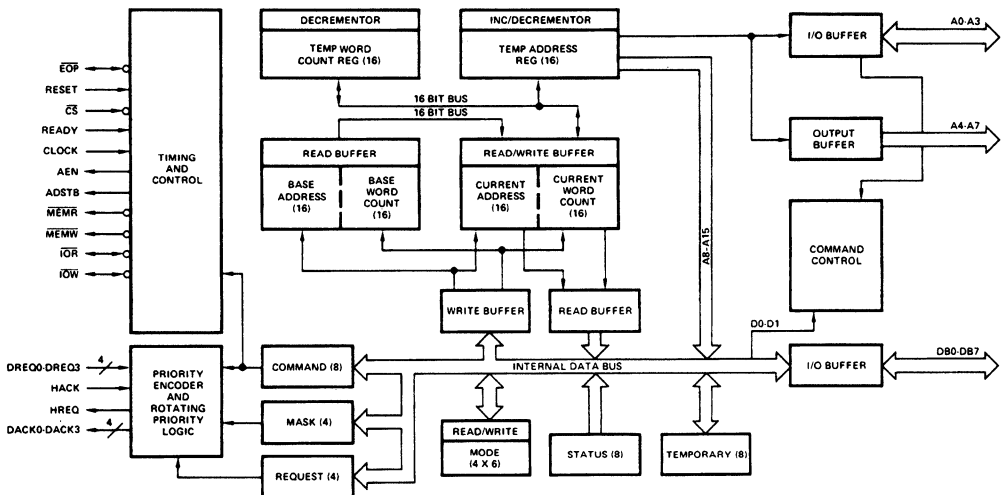 DECREMENTOR
TEMP WORD
COUNT REG (16)
INC/DECREMENTOR
TEMP ADDRESS
REG (16)
I/O BUFFER
A0-A3
EOP
RESET
CS
READY
CLOCK
AEN
ADSTB
MEMR
MEMW
IOR
IOW
TIMING
AND
CONTROL
16 BIT BUS
16 BIT BUS
OUTPUT
BUFFER
A4-A7
READ BUFFER
BASE
ADDRESS
(16)
BASE
WORD
COUNT
(16)
READ/WRITE BUFFER
CURRENT
ADDRESS
(16)
CURRENT
WORD
COUNT
(16)
A8-A15
COMMAND
CONTROL
WRITE BUFFER
READ BUFFER
D0-D1
DREQ0-DREQ3
4
HACK
HREQ
DACK0-DACK3
4
PRIORITY
ENCODER
AND
ROTATING
PRIORITY
LOGIC
COMMAND (8)
INTERNAL DATA BUS
I/O BUFFER
DB0-DB7
MASK (4)
READ/WRITE
MODE
(4 X 6)
STATUS (8)
TEMPORARY (8)
REQUEST (4)